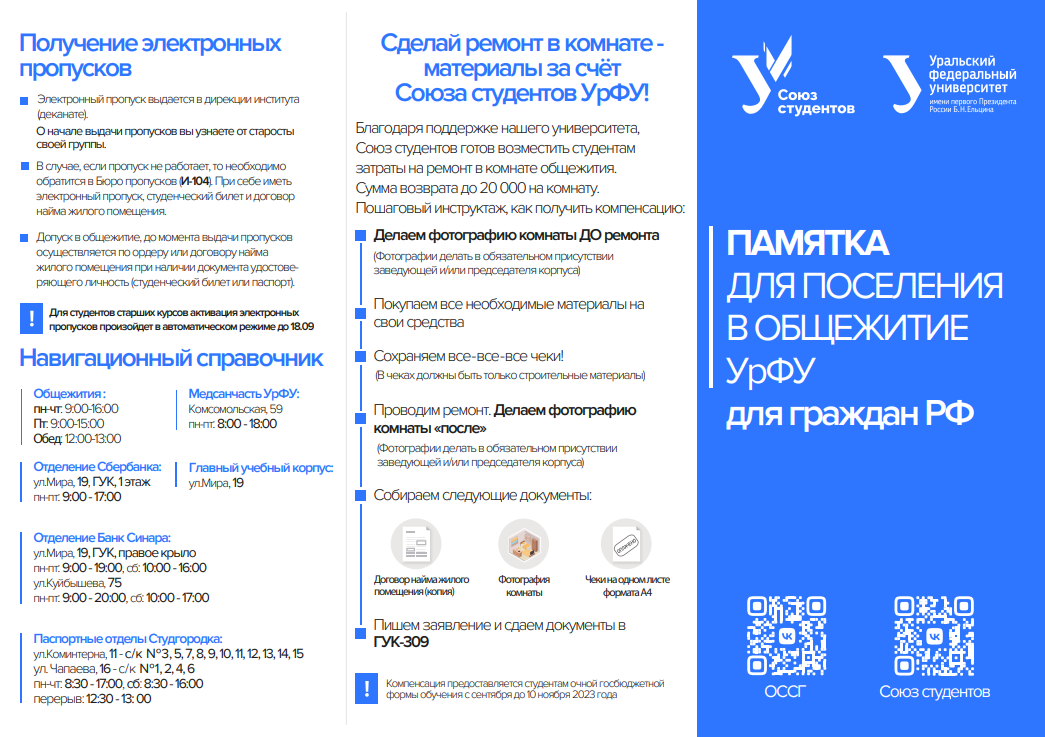 Получение электронных
пропусков
Электронный пропуск выдается в дирекции института
(деканате).
О начале выдачи пропусков вы узнаете от старосты
своей группы.
В случае, если пропуск не работает, то необходимо
обратится в Бюро пропусков (И-104). При себе иметь
электронный пропуск, студенческий билет и договор
найма жилого помещения.
Допуск в общежитие, до момента выдачи пропусков
осуществляется по ордеру или договору найма
жилого помещения при наличии документа удостове-
ряющего личность (студенческий билет или паспорт).
! Для студентов старших курсов активация электронных
пропусков произойдет в автоматическом режиме до 18.09
Навигационный справочник
Общежития :
пн-чт: 9:00-16:00
Пт: 9:00-15:00
Обед: 12:00-13:00
Медсанчасть УрФУ:
Комсомольская, 59
пн-пт: 8:00 - 18:00
Отделение Сбербанка:
ул.Мира, 19, ГУК, 1 этаж
пн-пт: 9:00 - 17:00
Главный учебный корпус:
ул.Мира, 19
Отделение Банк Синара:
ул.Мира, 19, ГУК, правое крыло
пн-пт: 9:00 - 19:00, сб: 10:00 - 16:00
ул.Куйбышева, 75
пн-пт: 9:00 - 20:00, сб: 10:00 - 17:00
Паспортные отделы Студгородка:
ул.Коминтерна, 11 - с/к №3, 5, 7, 8, 9, 10, 11, 12, 13, 14, 15
ул. Чапаева, 16 - с/к №1, 2, 4, 6
пн-чт: 8:30 - 17:00, сб: 8:30 - 16:00
перерыв: 12:30 - 13: 00
Сделай ремонт в комнате -
материалы за счёт
Союза студентов УрФУ!
Благодаря поддержке нашего университета,
Союз студентов готов возместить студентам
затраты на ремонт в комнате общежития.
Сумма возврата до 20 000 на комнату.
Пошаговый инструктаж, как получить компенсацию:
Делаем фотографию комнаты ДО ремонта
(Фотографии делать в обязательном присутствии
заведующей и/или председателя корпуса)
Покупаем все необходимые материалы на
свои средства
Сохраняем все-все-все чеки!
(В чеках должны быть только строительные материалы)
Проводим ремонт. Делаем фотографию
комнаты «после»
(Фотографии делать в обязательном присутствии
заведующей и/или председателя корпуса)
Собираем следующие документы:
ОПЛАЧЕНО
Договор найма жилого
помещения (копия)
Фотография
комнаты
Чеки на одном листе
формата А4
Пишем заявление и сдаем документы в
ГУК-309
! Компенсация предоставляется студентам очной госбюджетной
формы обучения с сентября до 10 ноября 2023 года
Союз
студентов
Уральский
федеральный
университет
имени первого Президента
России Б.Н.Ельцина
ПАМЯТКА
ДЛЯ ПОСЕЛЕНИЯ
В ОБЩЕЖИТИЕ
УрФУ
для граждан РФ
ОССГ
Союз студентов